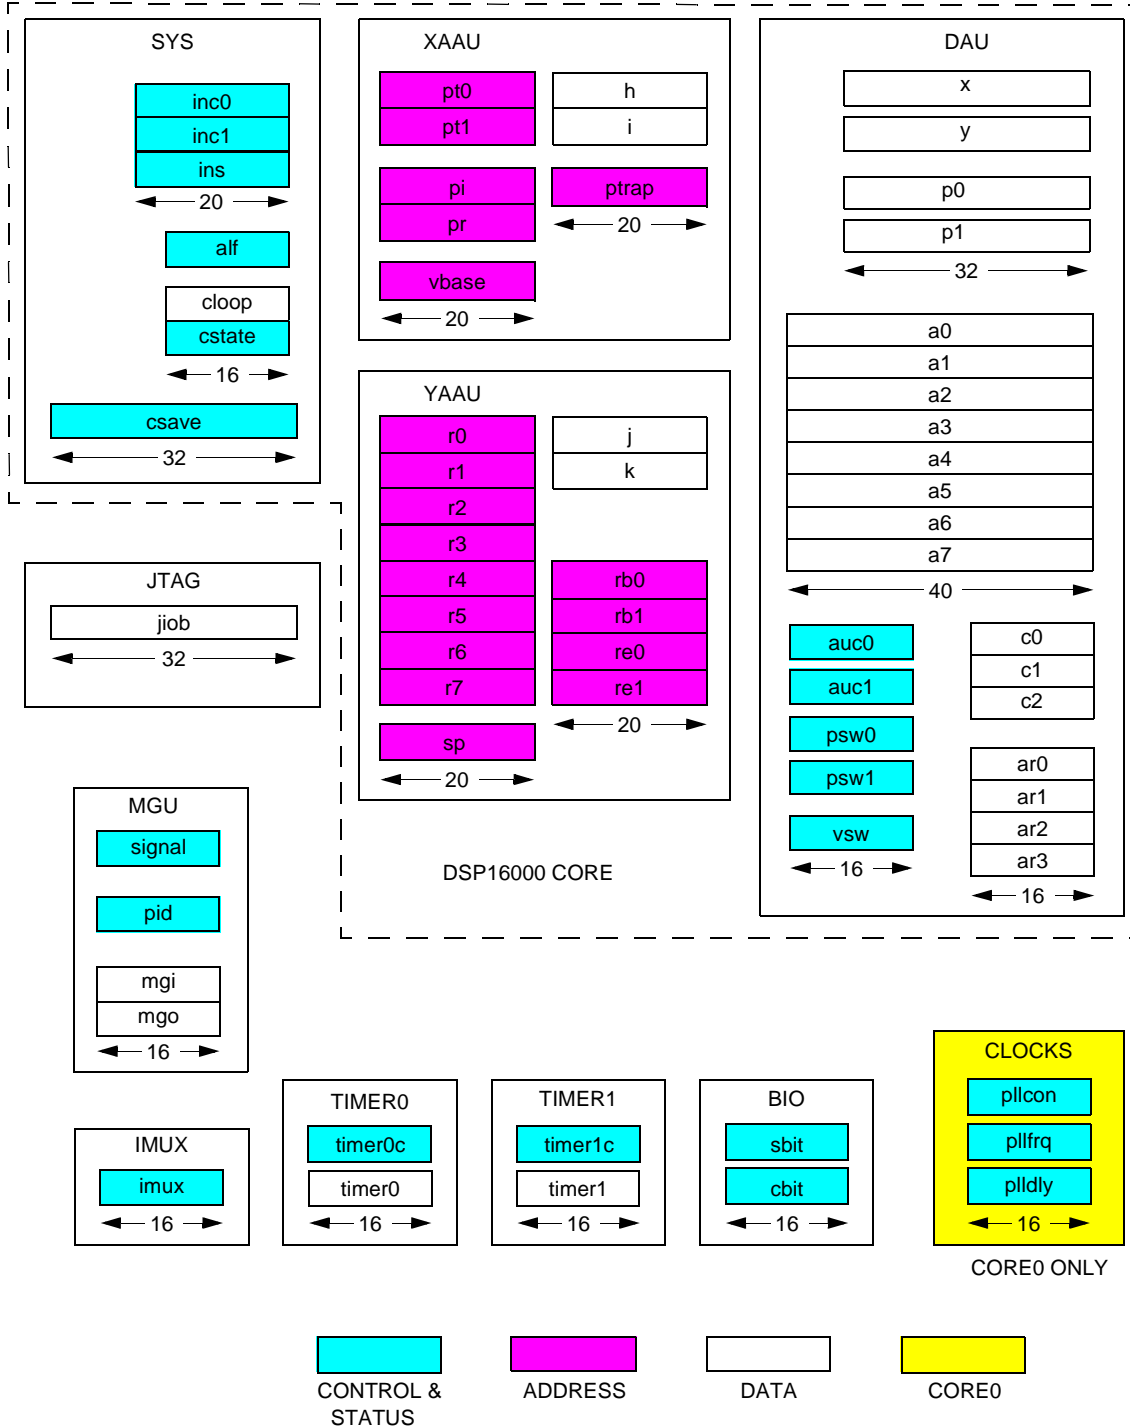 SYS
inc0
inc1
ins
20
alf
cloop
cstate
16
csave
32
XAAU
pt0
pt1
h
i
pi
pr
ptrap
20
vbase
20
DAU
x
y
p0
p1
32
a0
a1
a2
a3
a4
a5
a6
a7
40
auc0
auc1
psw0
psw1
vsw
16
c0
c1
c2
ar0
ar1
ar2
ar3
16
YAAU
r0
r1
r2
r3
r4
r5
r6
r7
j
k
rb0
rb1
re0
re1
20
sp
20
DSP16000 CORE
JTAG
jiob
32
MGU
signal
pid
mgi
mgo
16
IMUX
imux
16
TIMER0
timer0c
timer0
16
TIMER1
timer1c
timer1
16
BIO
sbit
cbit
16
CLOCKS
pllcon
pllfrq
plldly
16
CORE0 ONLY
CONTROL &
STATUS
ADDRESS
DATA
CORE0